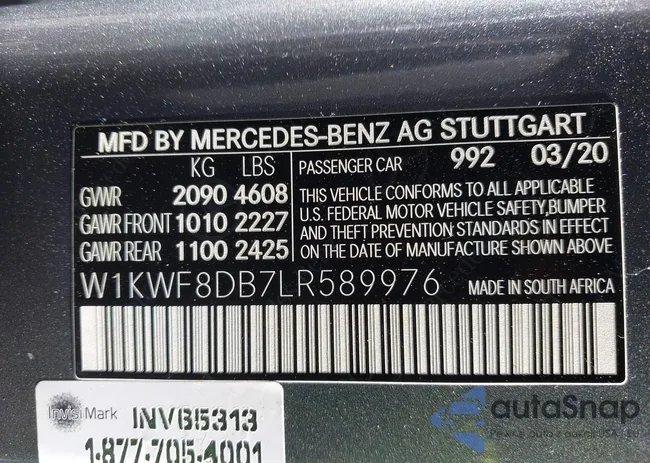 MFD BY MERCEDES-BENZ AG STUTTGART
KG LBS
GVWR 2090 4608
GAWR FRONT 1010 2227
GAWR REAR 1100 2425
PASSENGER CAR 992 03/20
THIS VEHICLE CONFORMS TO ALL APPLICABLE
U.S. FEDERAL MOTOR VEHICLE SAFETY,BUMPER
AND THEFT PREVENTION STANDARDS IN EFFECT
ON THE DATE OF MANUFACTURE SHOWN ABOVE
W1KWF8DB7LR589976 MADE IN SOUTH AFRICA
InvisiMark
INV85313
1-877-705-4001
autoSnap